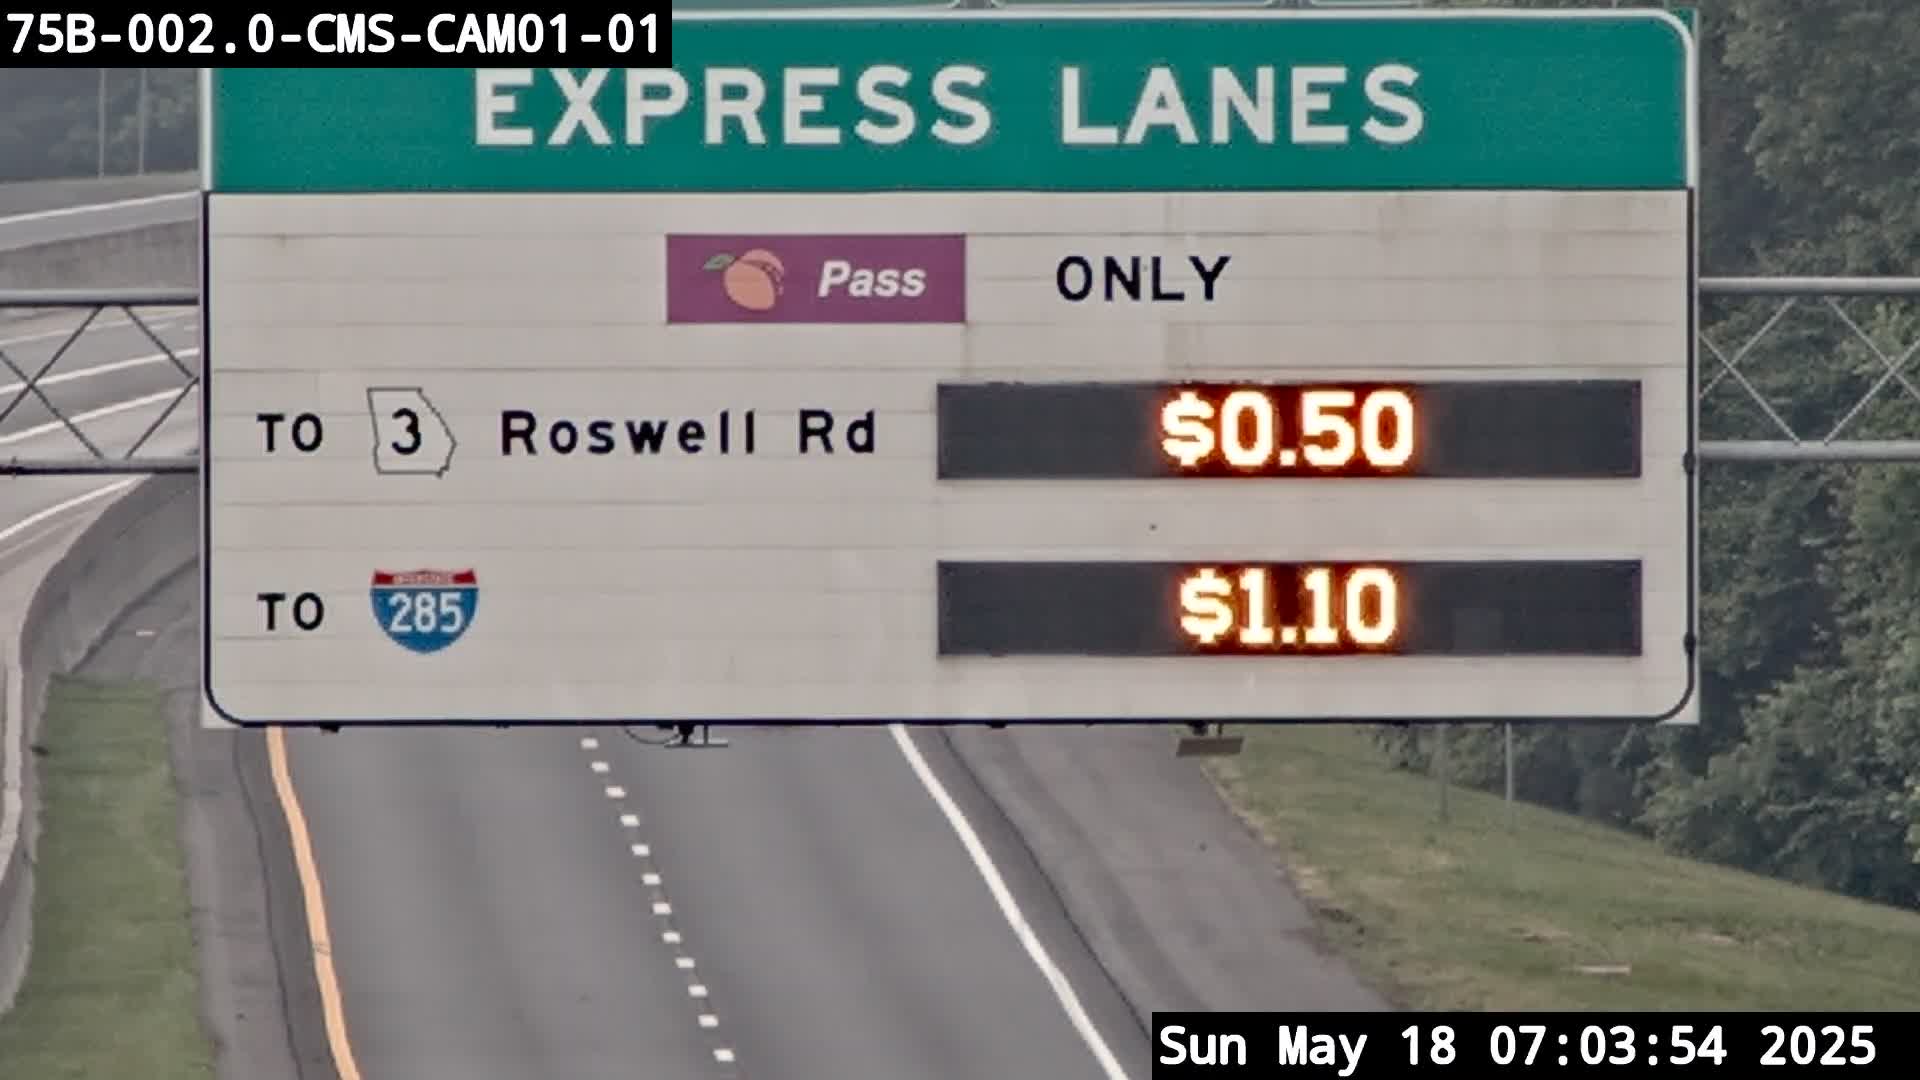 75B-002.0-CMS-CAM01-01
EXPRESS LANES
Pass ONLY
TO 3 Roswell Rd $0.50
TO 285 $1.10
Sun May 18 07:03:54 2025